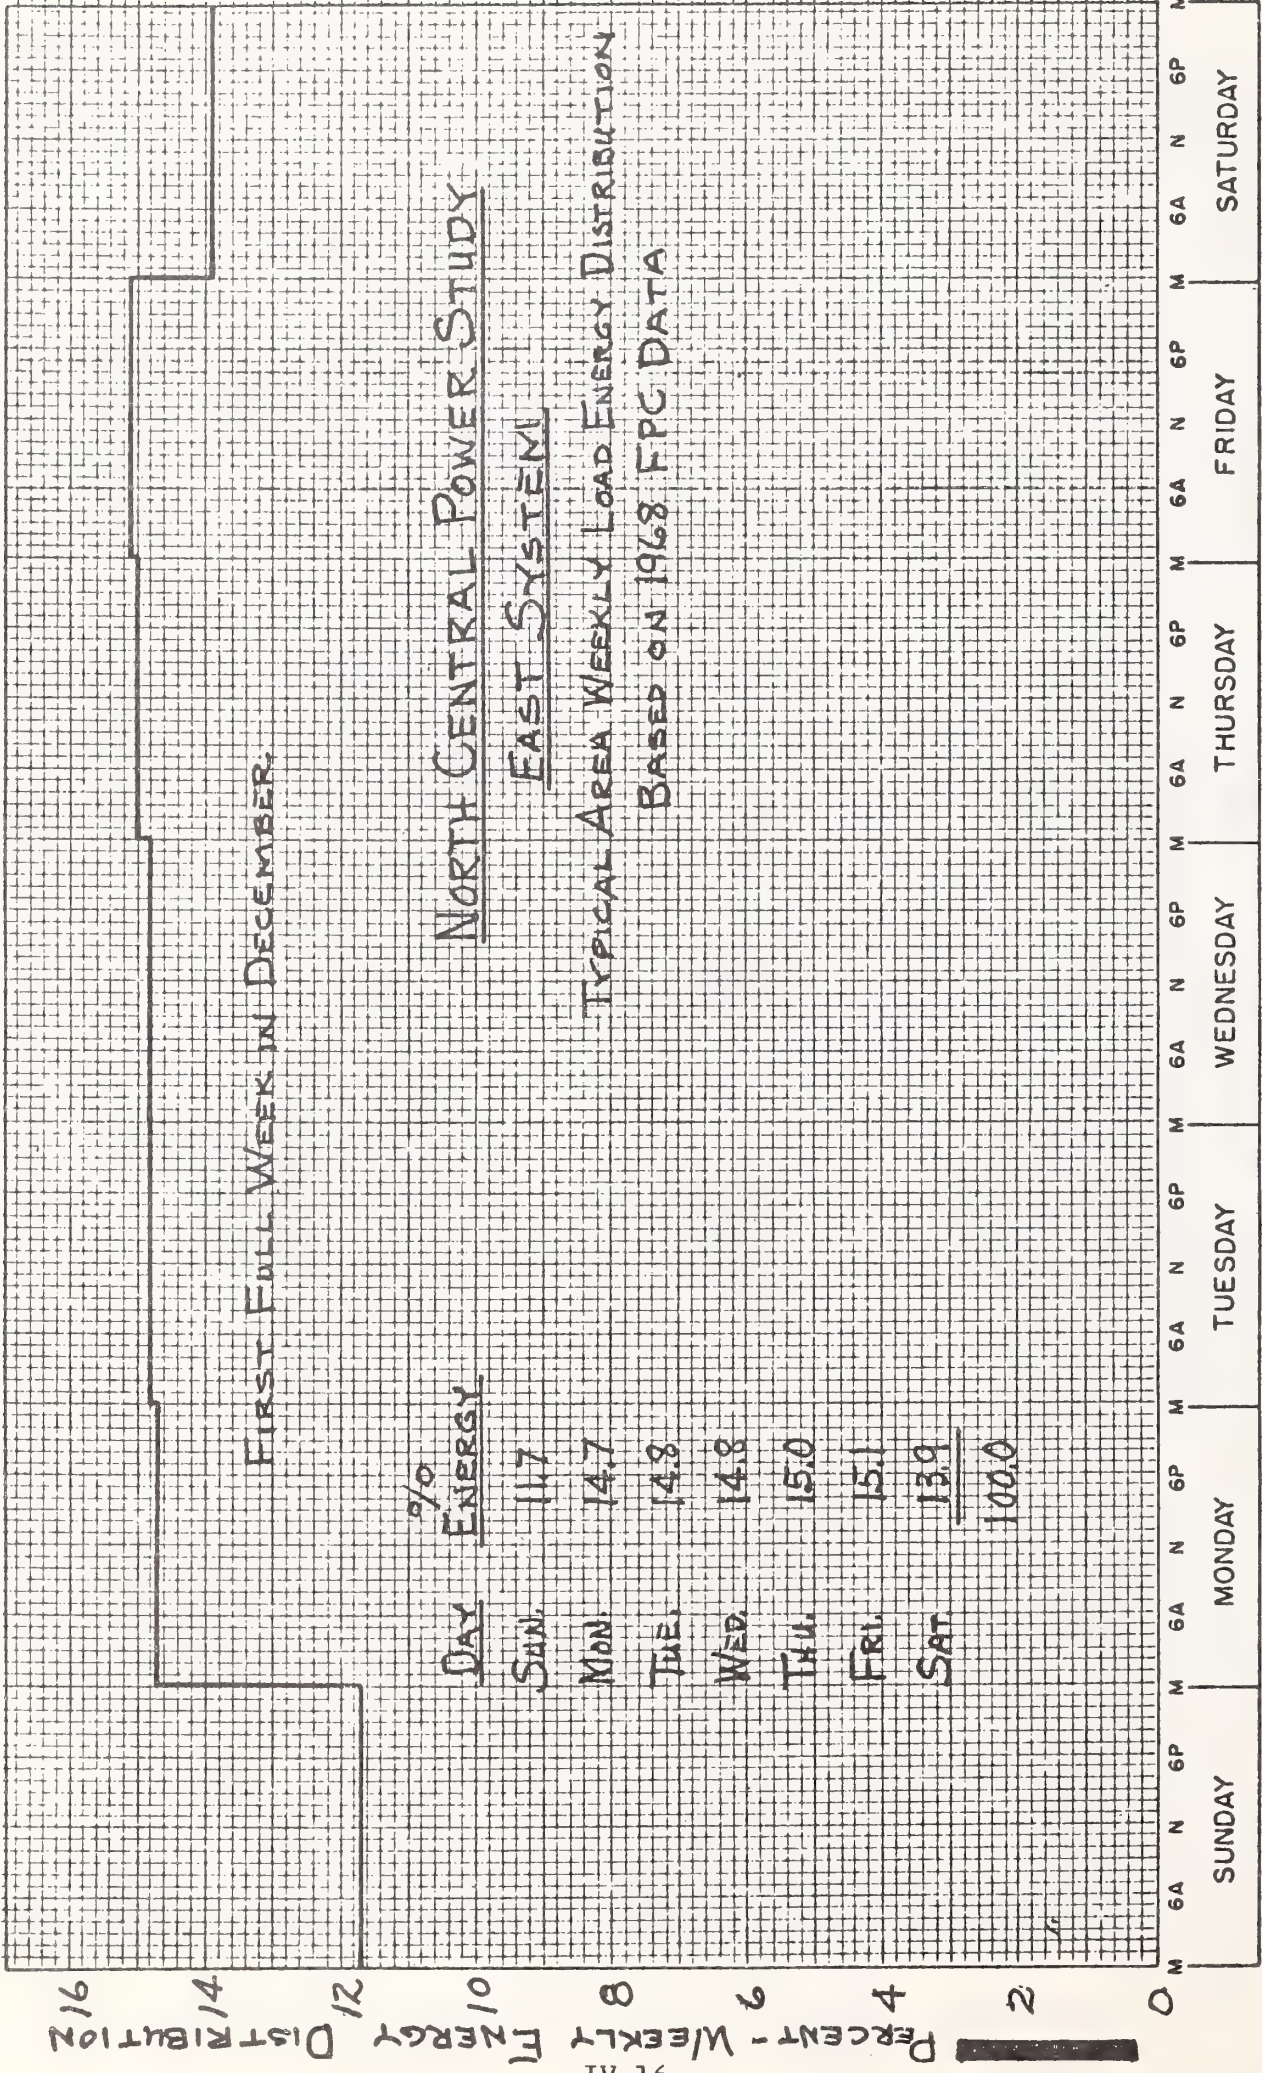 FIRST FULL WEEK IN DECEMBER.
NORTH CENTRAL POWER STUDY
EAST SYSTEM
TYPICAL AREA WEEKLY LOAD ENERGY DISTRIBUTION
BASED ON 1968 FPC DATA
%
DAY ENERGY
SUN. 11.7
MON. 14.7
TUE. 14.8
WED. 14.8
THU. 15.0
FRI. 15.1
SAT. 13.9
100.0
PERCENT - WEEKLY ENERGY DISTRIBUTION
16
14
12
10
8
6
4
2
0
M 6A N 6P M 6A N 6P M 6A N 6P M 6A N 6P M 6A N 6P M 6A N 6P M 6A N 6P M
SUNDAY MONDAY TUESDAY WEDNESDAY THURSDAY FRIDAY SATURDAY